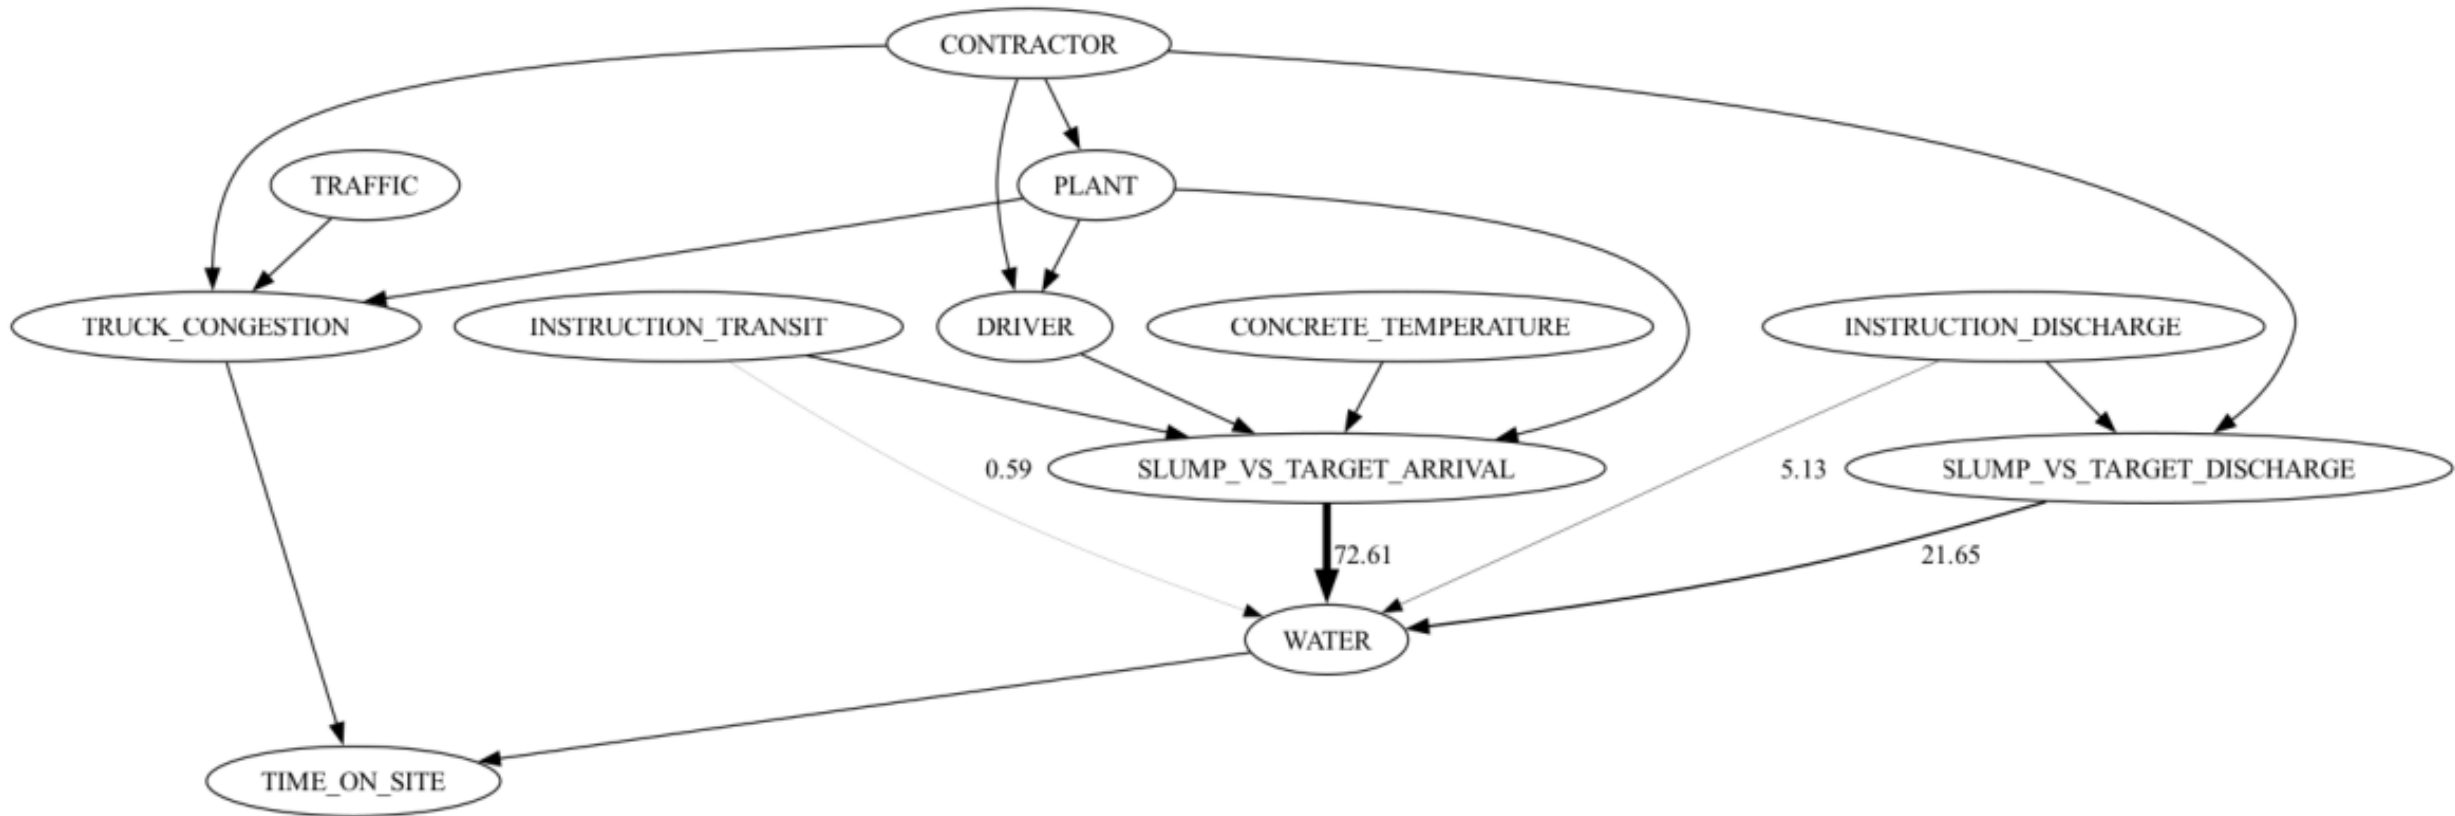 CONTRACTOR
TRAFFIC
PLANT
TRUCK_CONGESTION
INSTRUCTION_TRANSIT
DRIVER
CONCRETE_TEMPERATURE
INSTRUCTION_DISCHARGE
0.59
SLUMP_VS_TARGET_ARRIVAL
5.13
SLUMP_VS_TARGET_DISCHARGE
72.61
21.65
WATER
TIME_ON_SITE